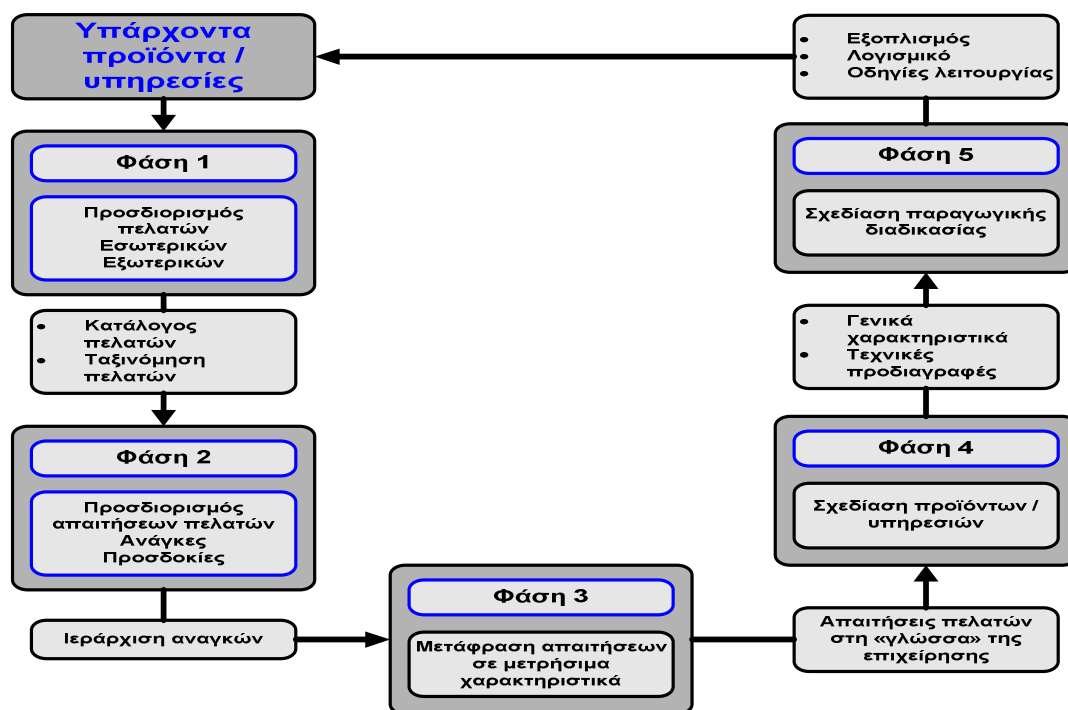 Υπάρχοντα
προϊόντα /
υπηρεσίες
Φάση 1
Προσδιορισμός
πελατών
Εσωτερικών
Εξωτερικών
• Κατάλογος
πελατών
• Ταξινόμηση
πελατών
Φάση 2
Προσδιορισμός
απαιτήσεων πελατών
Ανάγκες
Προσδοκίες
Ιεράρχιση αναγκών
Φάση 3
Μετάφραση απαιτήσεων
σε μετρήσιμα
χαρακτηριστικά
Απαιτήσεις πελατών
στη «γλώσσα» της
επιχείρησης
Φάση 4
Σχεδίαση προϊόντων /
υπηρεσιών
• Γενικά
χαρακτηριστικά
• Τεχνικές
προδιαγραφές
Φάση 5
Σχεδίαση παραγωγικής
διαδικασίας
• Εξοπλισμός
• Λογισμικό
• Οδηγίες λειτουργίας